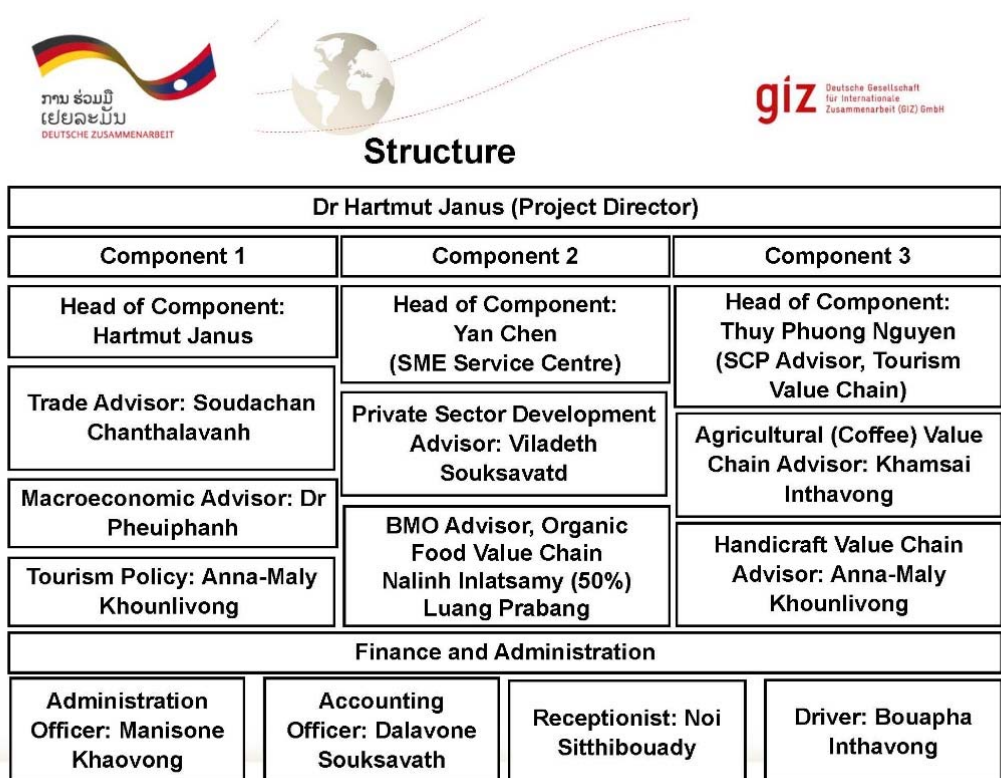 ການ ຮ່ວມມື
ເຢຍລະມັນ
DEUTSCHE ZUSAMMENARBEIT
giz Deutsche Gesellschaft
für Internationale
Zusammenarbeit (GIZ) GmbH
Structure
Dr Hartmut Janus (Project Director)
Component 1
Component 2
Component 3
Head of Component:
Hartmut Janus
Trade Advisor: Soudachan
Chanthalavanh
Macroeconomic Advisor: Dr
Pheuiphanh
Tourism Policy: Anna-Maly
Khounlivong
Head of Component:
Yan Chen
(SME Service Centre)
Private Sector Development
Advisor: Viladeth
Souksavatd
BMO Advisor, Organic
Food Value Chain
Nalinh Inlatsamy (50%)
Luang Prabang
Head of Component:
Thuy Phuong Nguyen
(SCP Advisor, Tourism
Value Chain)
Agricultural (Coffee) Value
Chain Advisor: Khamsai
Inthavong
Handicraft Value Chain
Advisor: Anna-Maly
Khounlivong
Finance and Administration
Administration
Officer: Manisone
Khaovong
Accounting
Officer: Dalavone
Souksavath
Receptionist: Noi
Sitthibouady
Driver: Bouapha
Inthavong